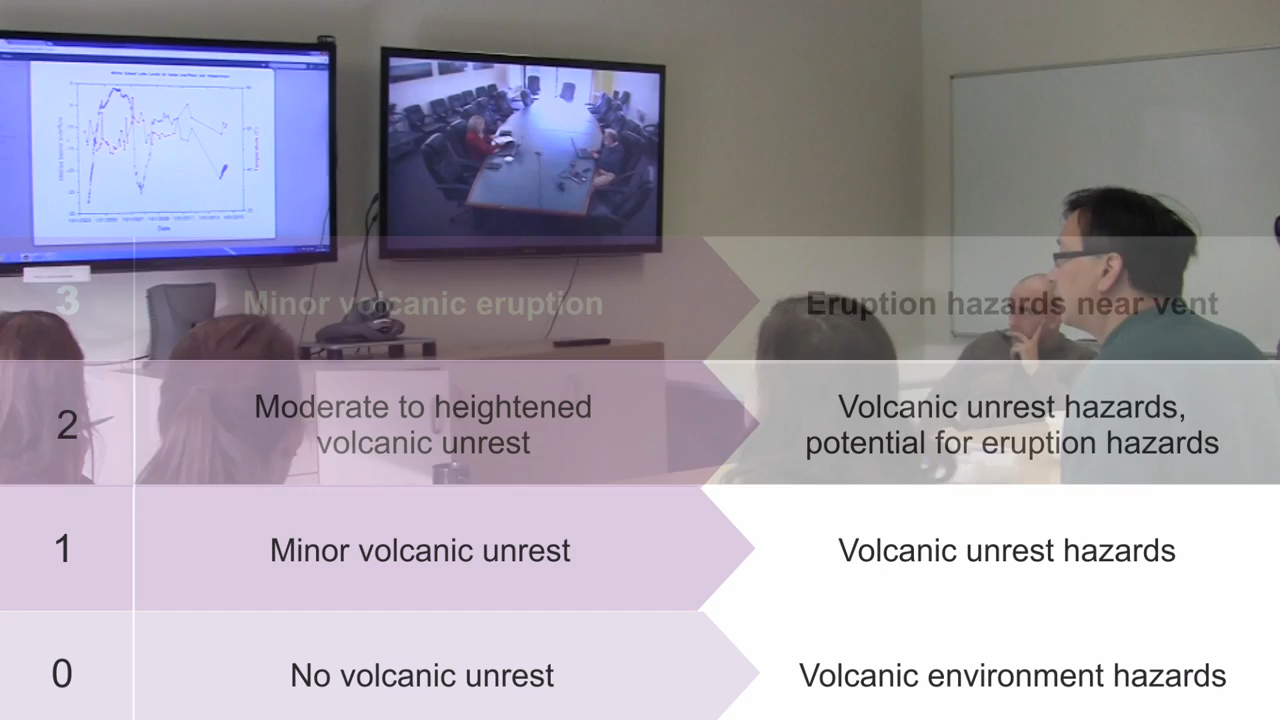 Date
3
Minor volcanic eruption
Eruption hazards near vent
2
Moderate to heightened
volcanic unrest
Volcanic unrest hazards,
potential for eruption hazards
1
Minor volcanic unrest
Volcanic unrest hazards
0
No volcanic unrest
Volcanic environment hazards